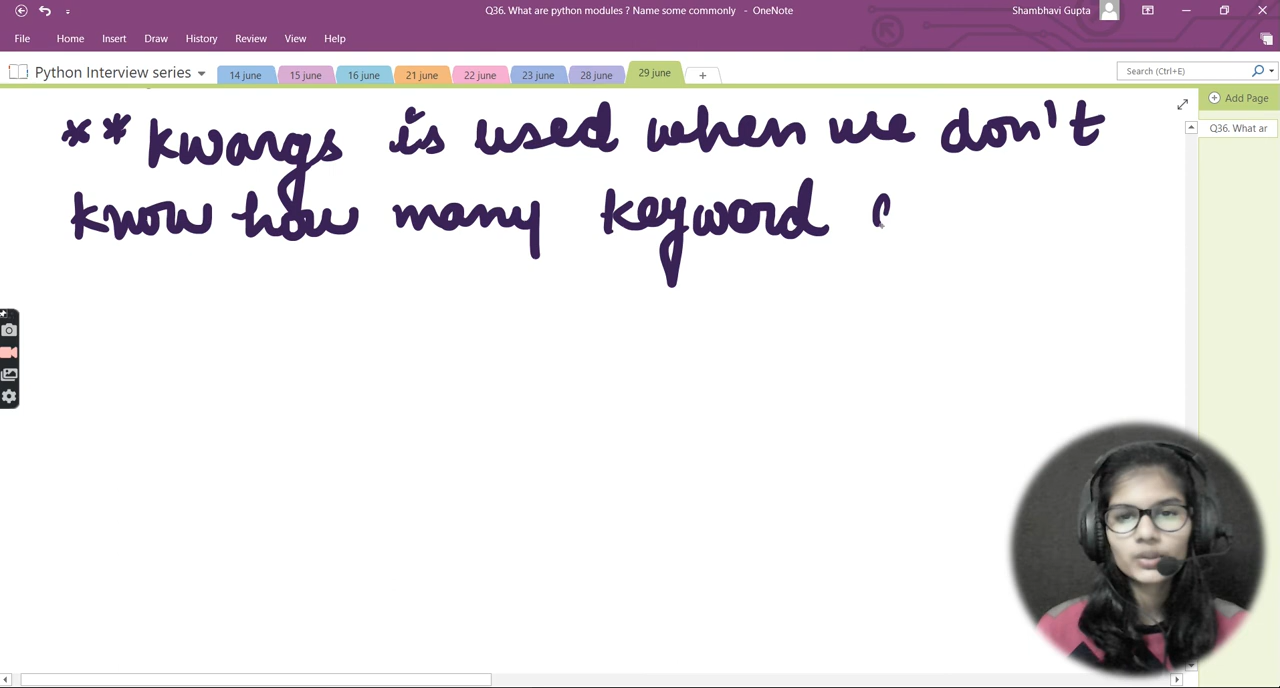 Q36. What are python modules ? Name some commonly - OneNote
Shambhavi Gupta
File Home Insert Draw History Review View Help
Python Interview series
14 june 15 june 16 june 21 june 22 june 23 june 28 june 29 june +
Search (Ctrl+E)
Add Page
Q36. What ar
**kwargs is used when we don't
know how many keyword a